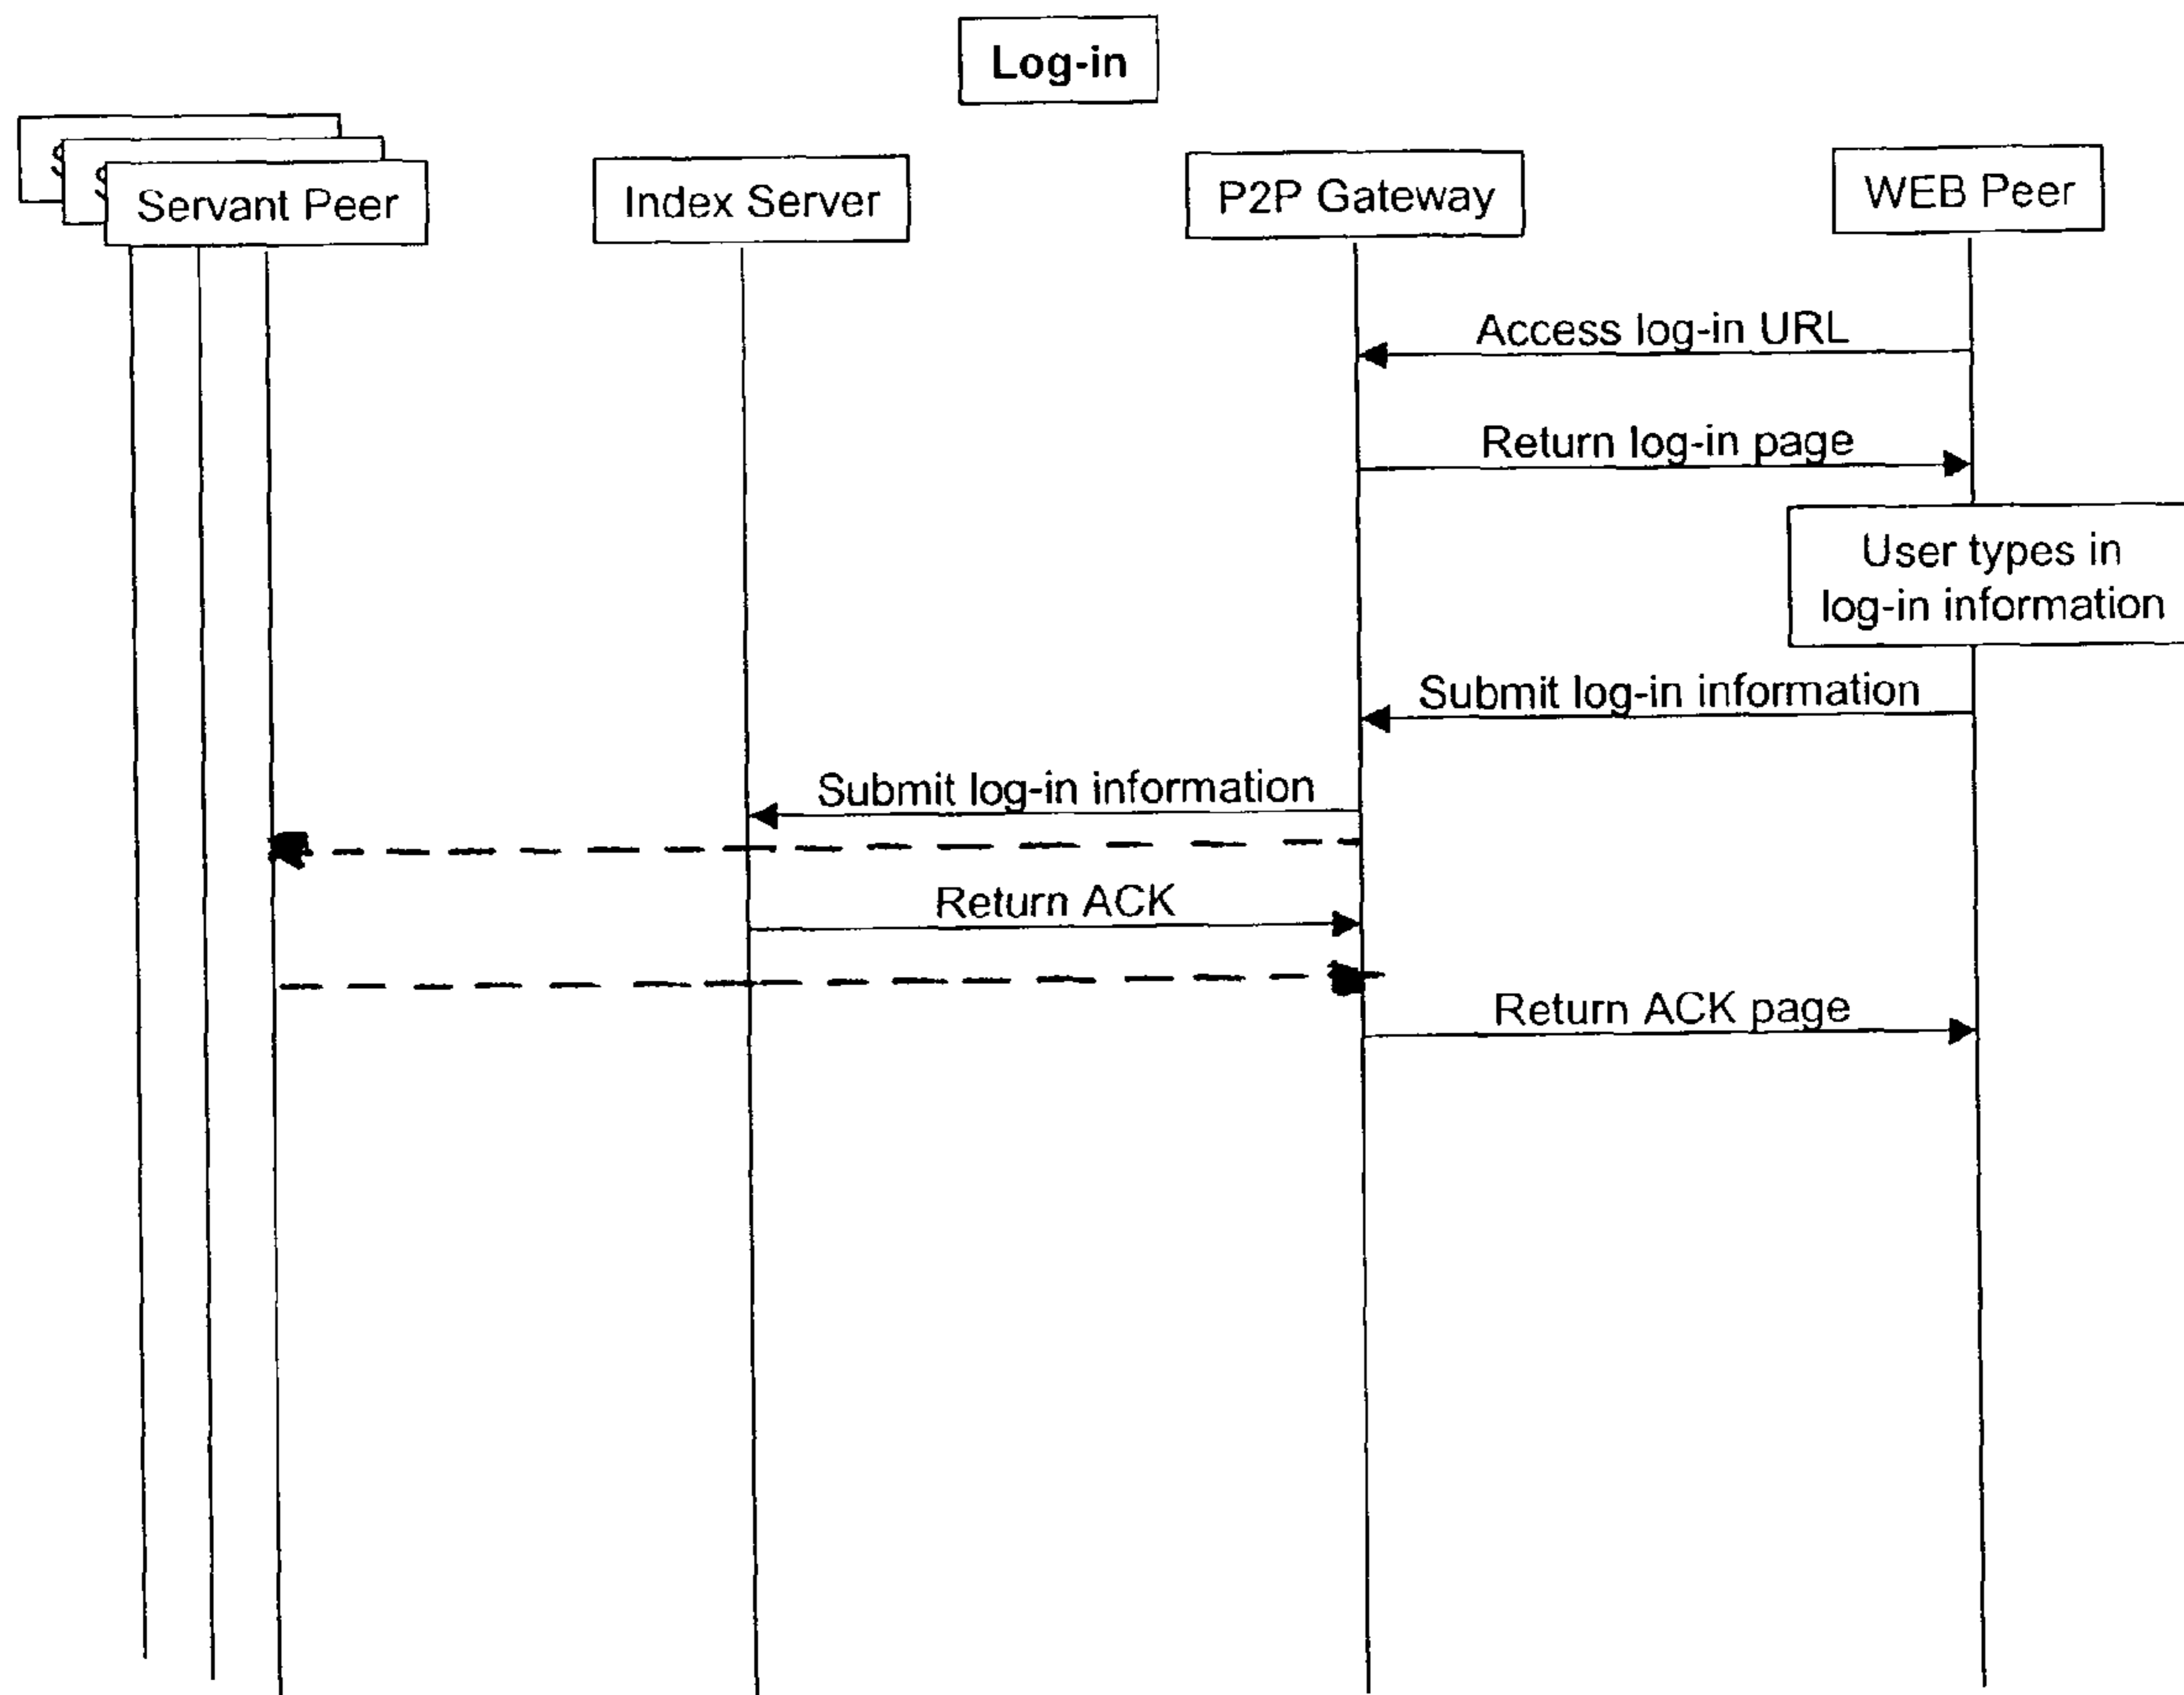 Log-in
Servant Peer
Index Server
P2P Gateway
WEB Peer
Access log-in URL
Return log-in page
User types in
log-in information
Submit log-in information
Submit log-in information
Return ACK
Return ACK page